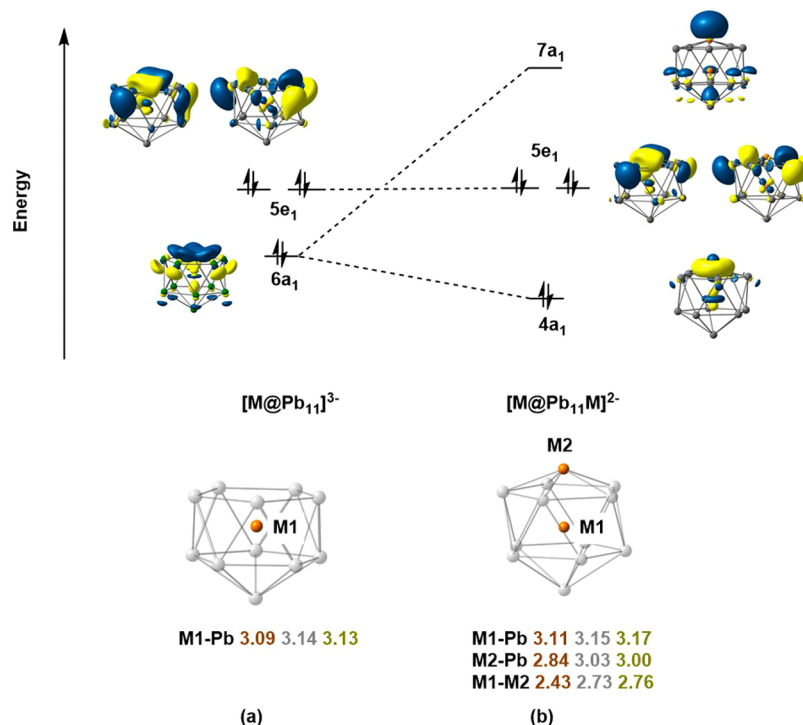 7a1
Energy
5e1
5e1
6a1
4a1
[M@Pb11]3-
[M@Pb11M]2-
M2
M1
M1
M1-Pb 3.09 3.14 3.13
M1-Pb 3.11 3.15 3.17
M2-Pb 2.84 3.03 3.00
M1-M2 2.43 2.73 2.76
(a)
(b)